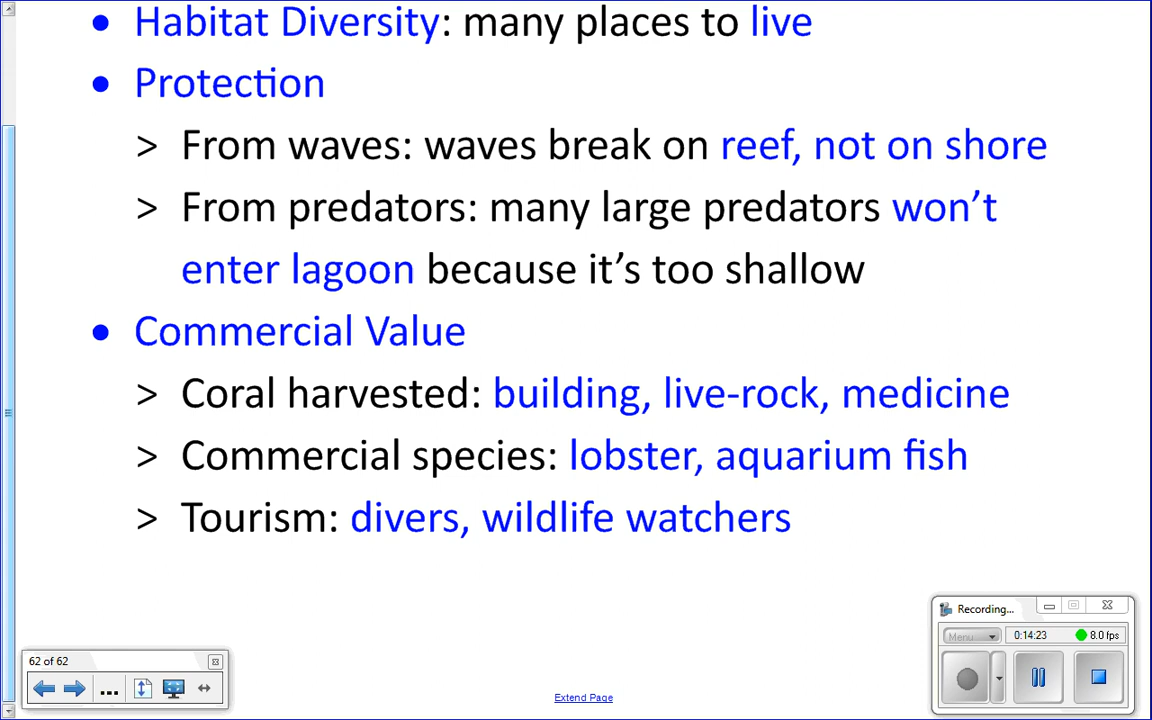 • Habitat Diversity: many places to live
• Protection
> From waves: waves break on reef, not on shore
> From predators: many large predators won’t
enter lagoon because it’s too shallow
• Commercial Value
> Coral harvested: building, live-rock, medicine
> Commercial species: lobster, aquarium fish
> Tourism: divers, wildlife watchers
Recording...
Menu 0:14:23 8.0 fps
62 of 62
...
Extend Page